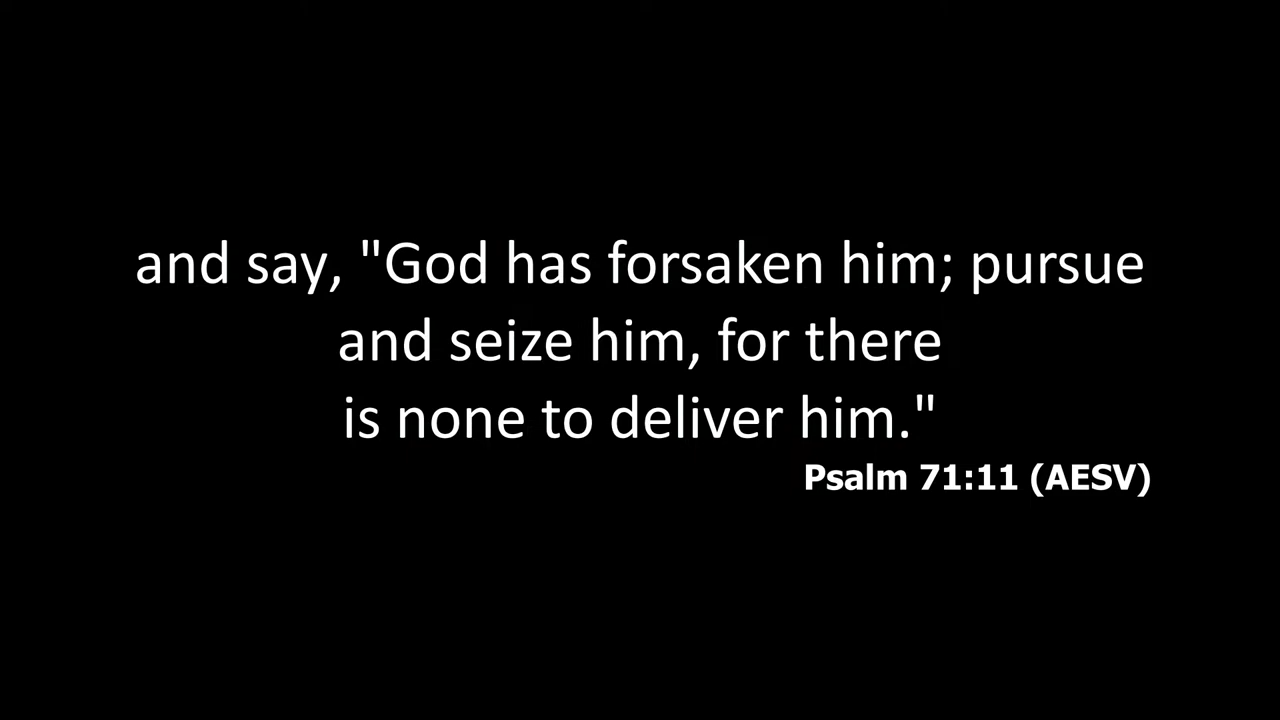 and say, "God has forsaken him; pursue
and seize him, for there
is none to deliver him."
Psalm 71:11 (AESV)